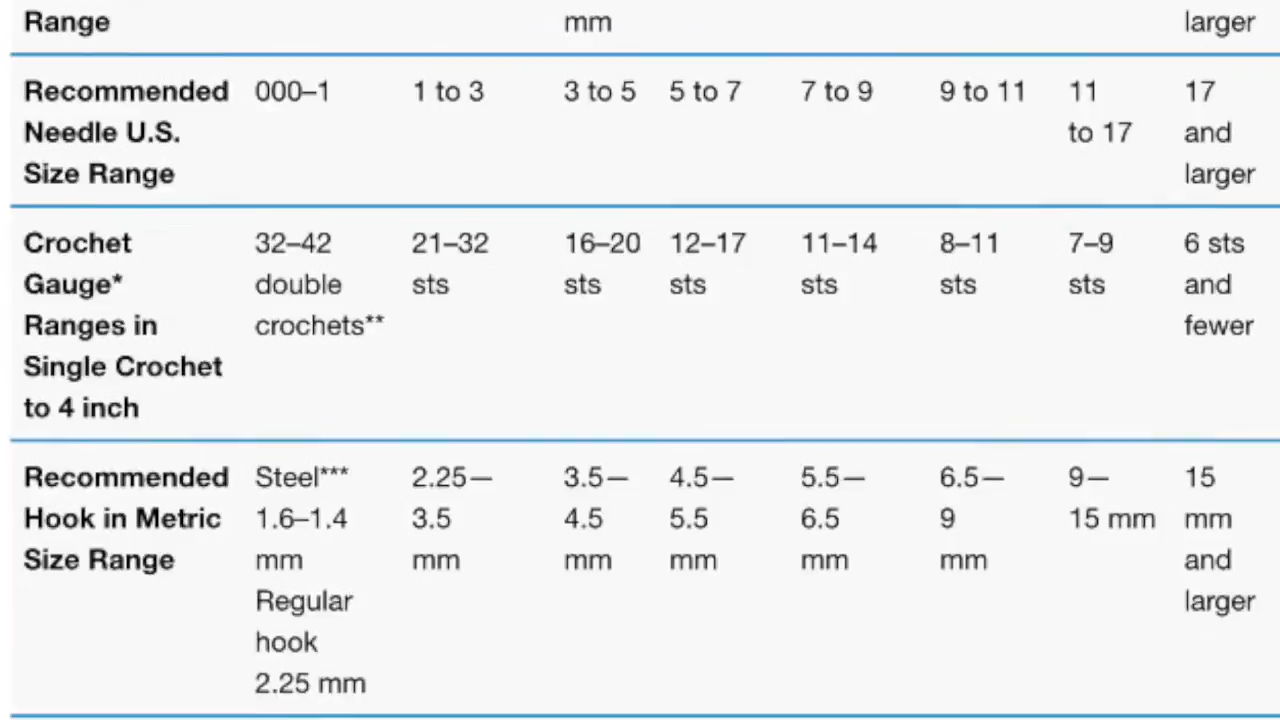 Range mm larger
Recommended 000–1 1 to 3 3 to 5 5 to 7 7 to 9 9 to 11 11 17
Needle U.S. to 17 and
Size Range larger
Crochet 32–42 21–32 16–20 12–17 11–14 8–11 7–9 6 sts
Gauge* double sts sts sts sts sts sts and
Ranges in crochets** fewer
Single Crochet
to 4 inch
Recommended Steel*** 2.25— 3.5— 4.5— 5.5— 6.5— 9— 15
Hook in Metric 1.6–1.4 3.5 4.5 5.5 6.5 9 15 mm mm
Size Range mm mm mm mm mm mm and
Regular larger
hook
2.25 mm